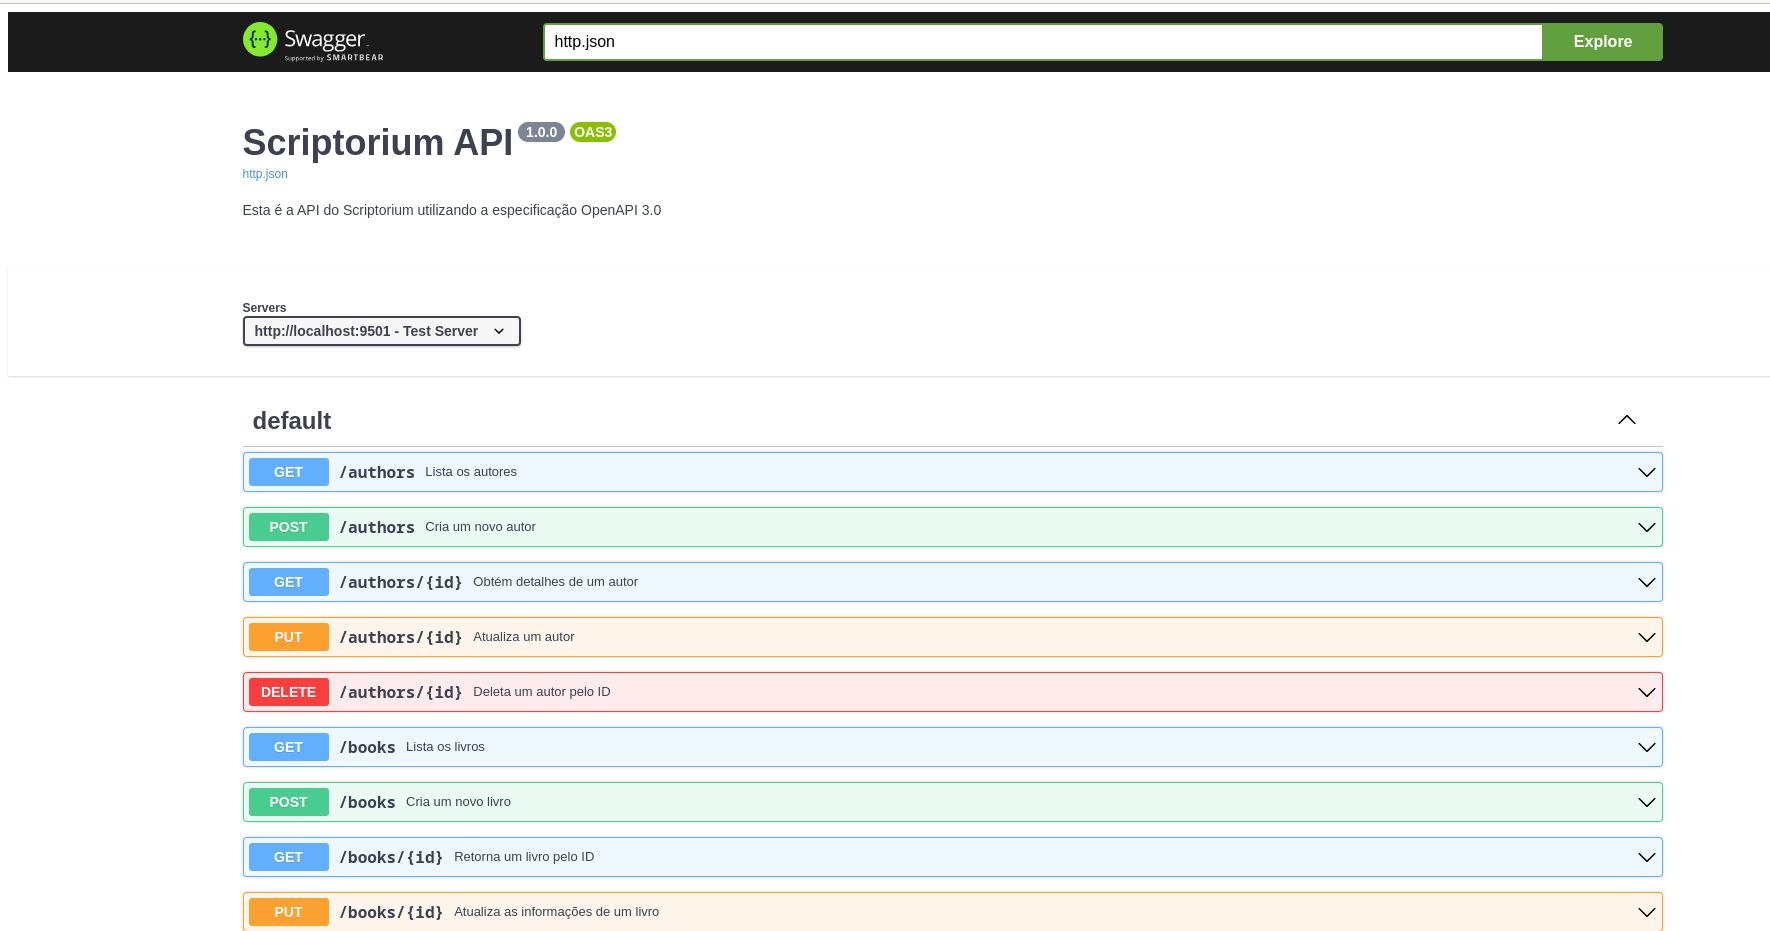 Swagger
Supported by SMARTBEAR
http.json
Explore
Scriptorium API 1.0.0 OAS3
http.json
Esta é a API do Scriptorium utilizando a especificação OpenAPI 3.0
Servers
http://localhost:9501 - Test Server
default
GET /authors Lista os autores
POST /authors Cria um novo autor
GET /authors/{id} Obtém detalhes de um autor
PUT /authors/{id} Atualiza um autor
DELETE /authors/{id} Deleta um autor pelo ID
GET /books Lista os livros
POST /books Cria um novo livro
GET /books/{id} Retorna um livro pelo ID
PUT /books/{id} Atualiza as informações de um livro